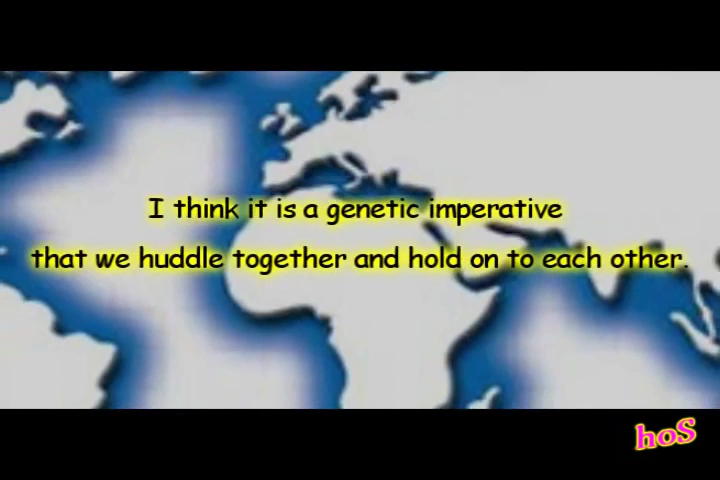 I think it is a genetic imperative
that we huddle together and hold on to each other.
hoS